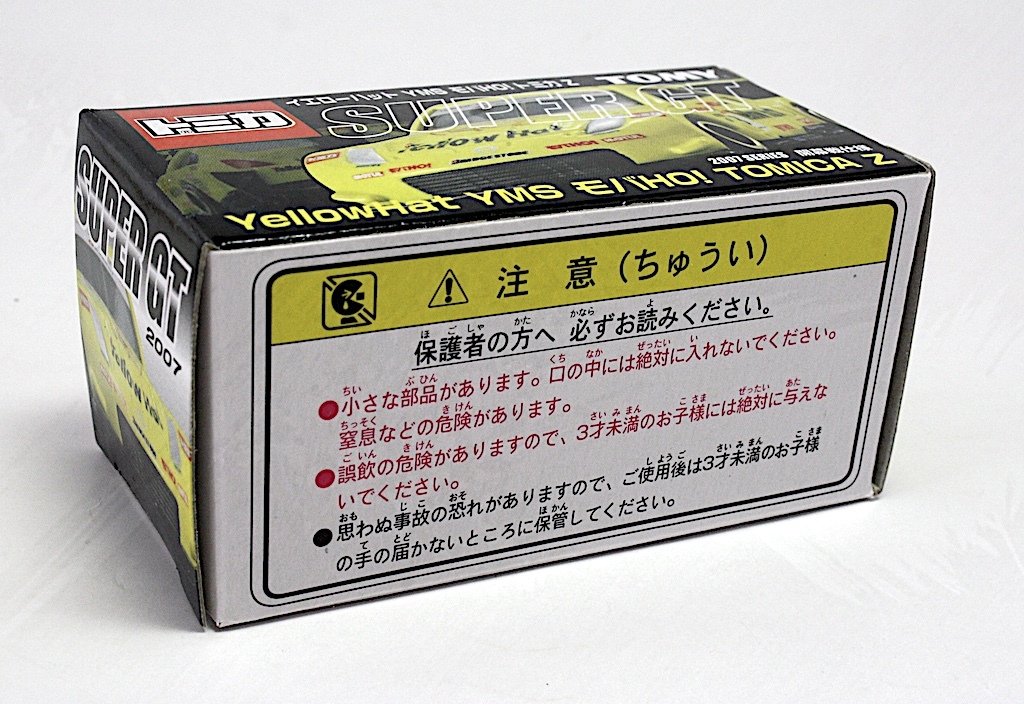 イエローハット YMS モバHO! トミカ Z
TOMY
トミカ
SUPER GT
2007 SERIES 開幕戦仕様
YellowHat YMS モバHO! TOMICA Z
SUPER GT
2007
注 意 (ちゅうい)
保護者の方へ 必ずお読みください。
●小さな部品があります。口の中には絶対に入れないでください。
窒息などの危険があります。
●誤飲の危険がありますので、3才未満のお子様には絶対に与えな
いでください。
●思わぬ事故の恐れがありますので、ご使用後は3才未満のお子様
の手の届かないところに保管してください。